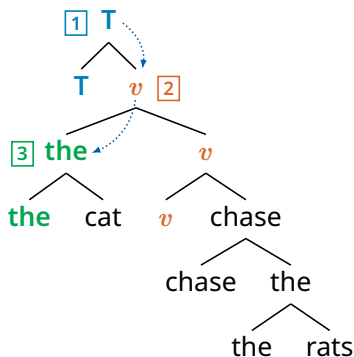 1 T
T v 2
3 the v
the cat v chase
chase the
the rats